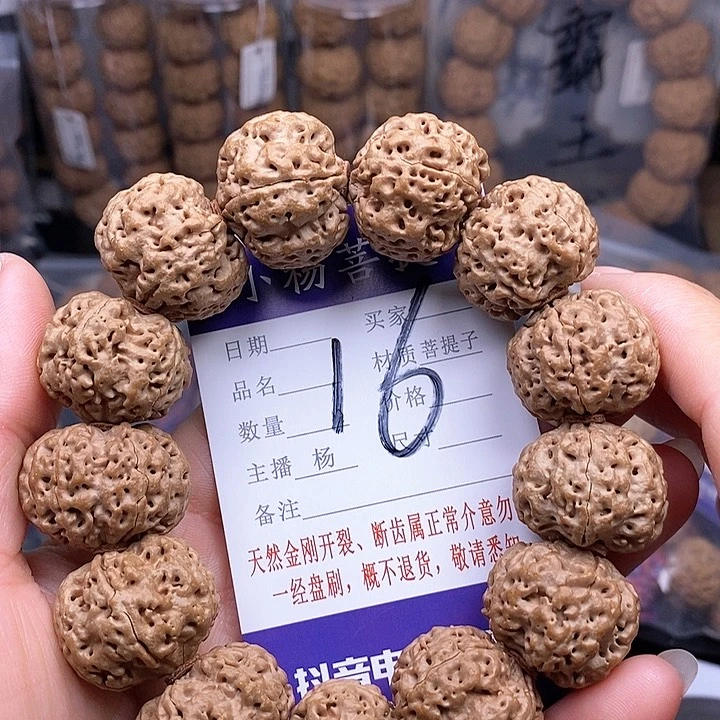 霸王
小杨菩提
日期 买家
品名 材质 菩提子
数量 价格
主播 杨 尺寸
备注
16
天然金刚开裂、断齿属正常介意勿
一经盘刷，概不退货，敬请悉知
抖音电